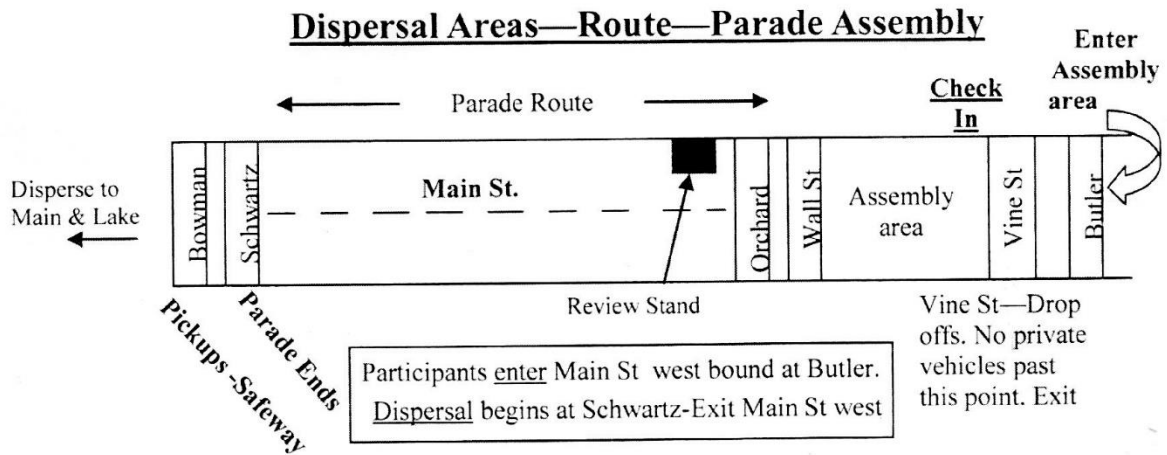 Dispersal Areas—Route—Parade Assembly
Enter
Assembly
area
Check
In
Parade Route
Disperse to
Main & Lake
Bowman
Schwartz
Main St.
Orchard
Wall St
Assembly
area
Vine St
Butler
Pickups -Safeway
Parade Ends
Review Stand
Vine St—Drop
offs. No private
vehicles past
this point. Exit
Participants enter Main St west bound at Butler.
Dispersal begins at Schwartz-Exit Main St west